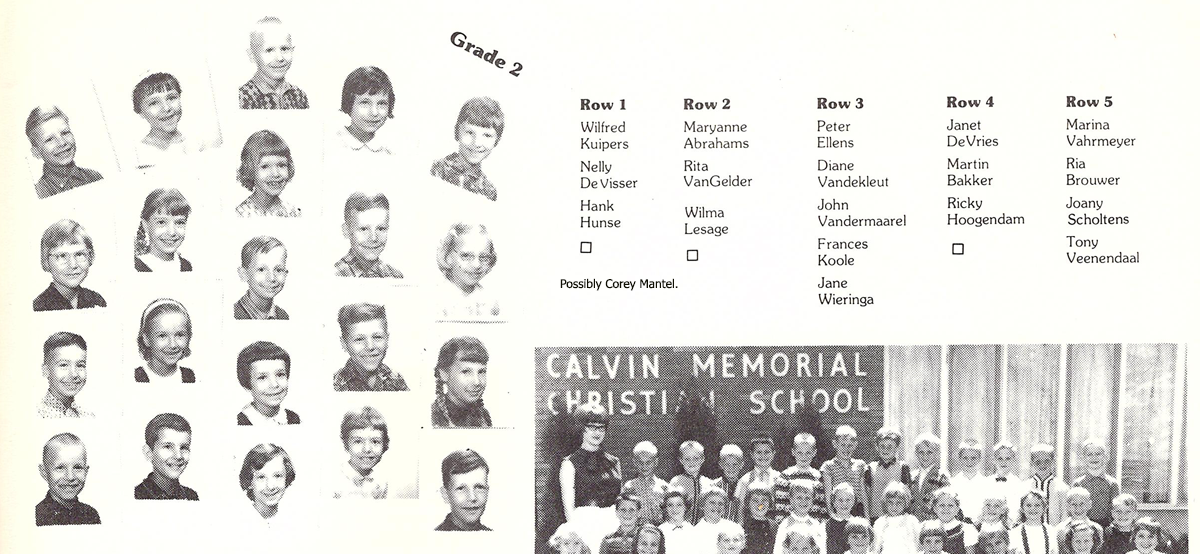 Grade 2
Row 1
Wilfred
Kuipers
Nelly
DeVisser
Hank
Hunse
Row 2
Maryanne
Abrahams
Rita
VanGelder
Wilma
Lesage
Row 3
Peter
Ellens
Diane
Vandekleut
John
Vandermaarel
Frances
Koole
Jane
Wieringa
Row 4
Janet
DeVries
Martin
Bakker
Ricky
Hoogendam
Row 5
Marina
Vahrmeyer
Ria
Brouwer
Joany
Scholtens
Tony
Veenendaal
Possibly Corey Mantel.
CALVIN MEMORIAL
CHRISTIAN SCHOOL